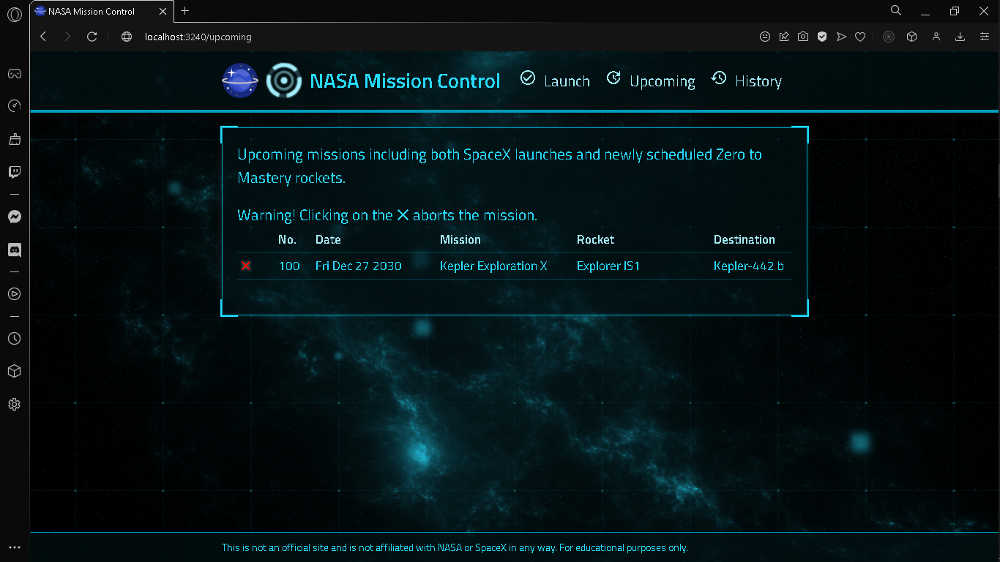 NASA Mission Control
localhost:3240/upcoming
NASA Mission Control Launch Upcoming History
Upcoming missions including both SpaceX launches and newly scheduled Zero to
Mastery rockets.
Warning! Clicking on the ✕ aborts the mission.
No. Date Mission Rocket Destination
✕ 100 Fri Dec 27 2030 Kepler Exploration X Explorer IS1 Kepler-442 b
This is not an official site and is not affiliated with NASA or SpaceX in any way. For educational purposes only.